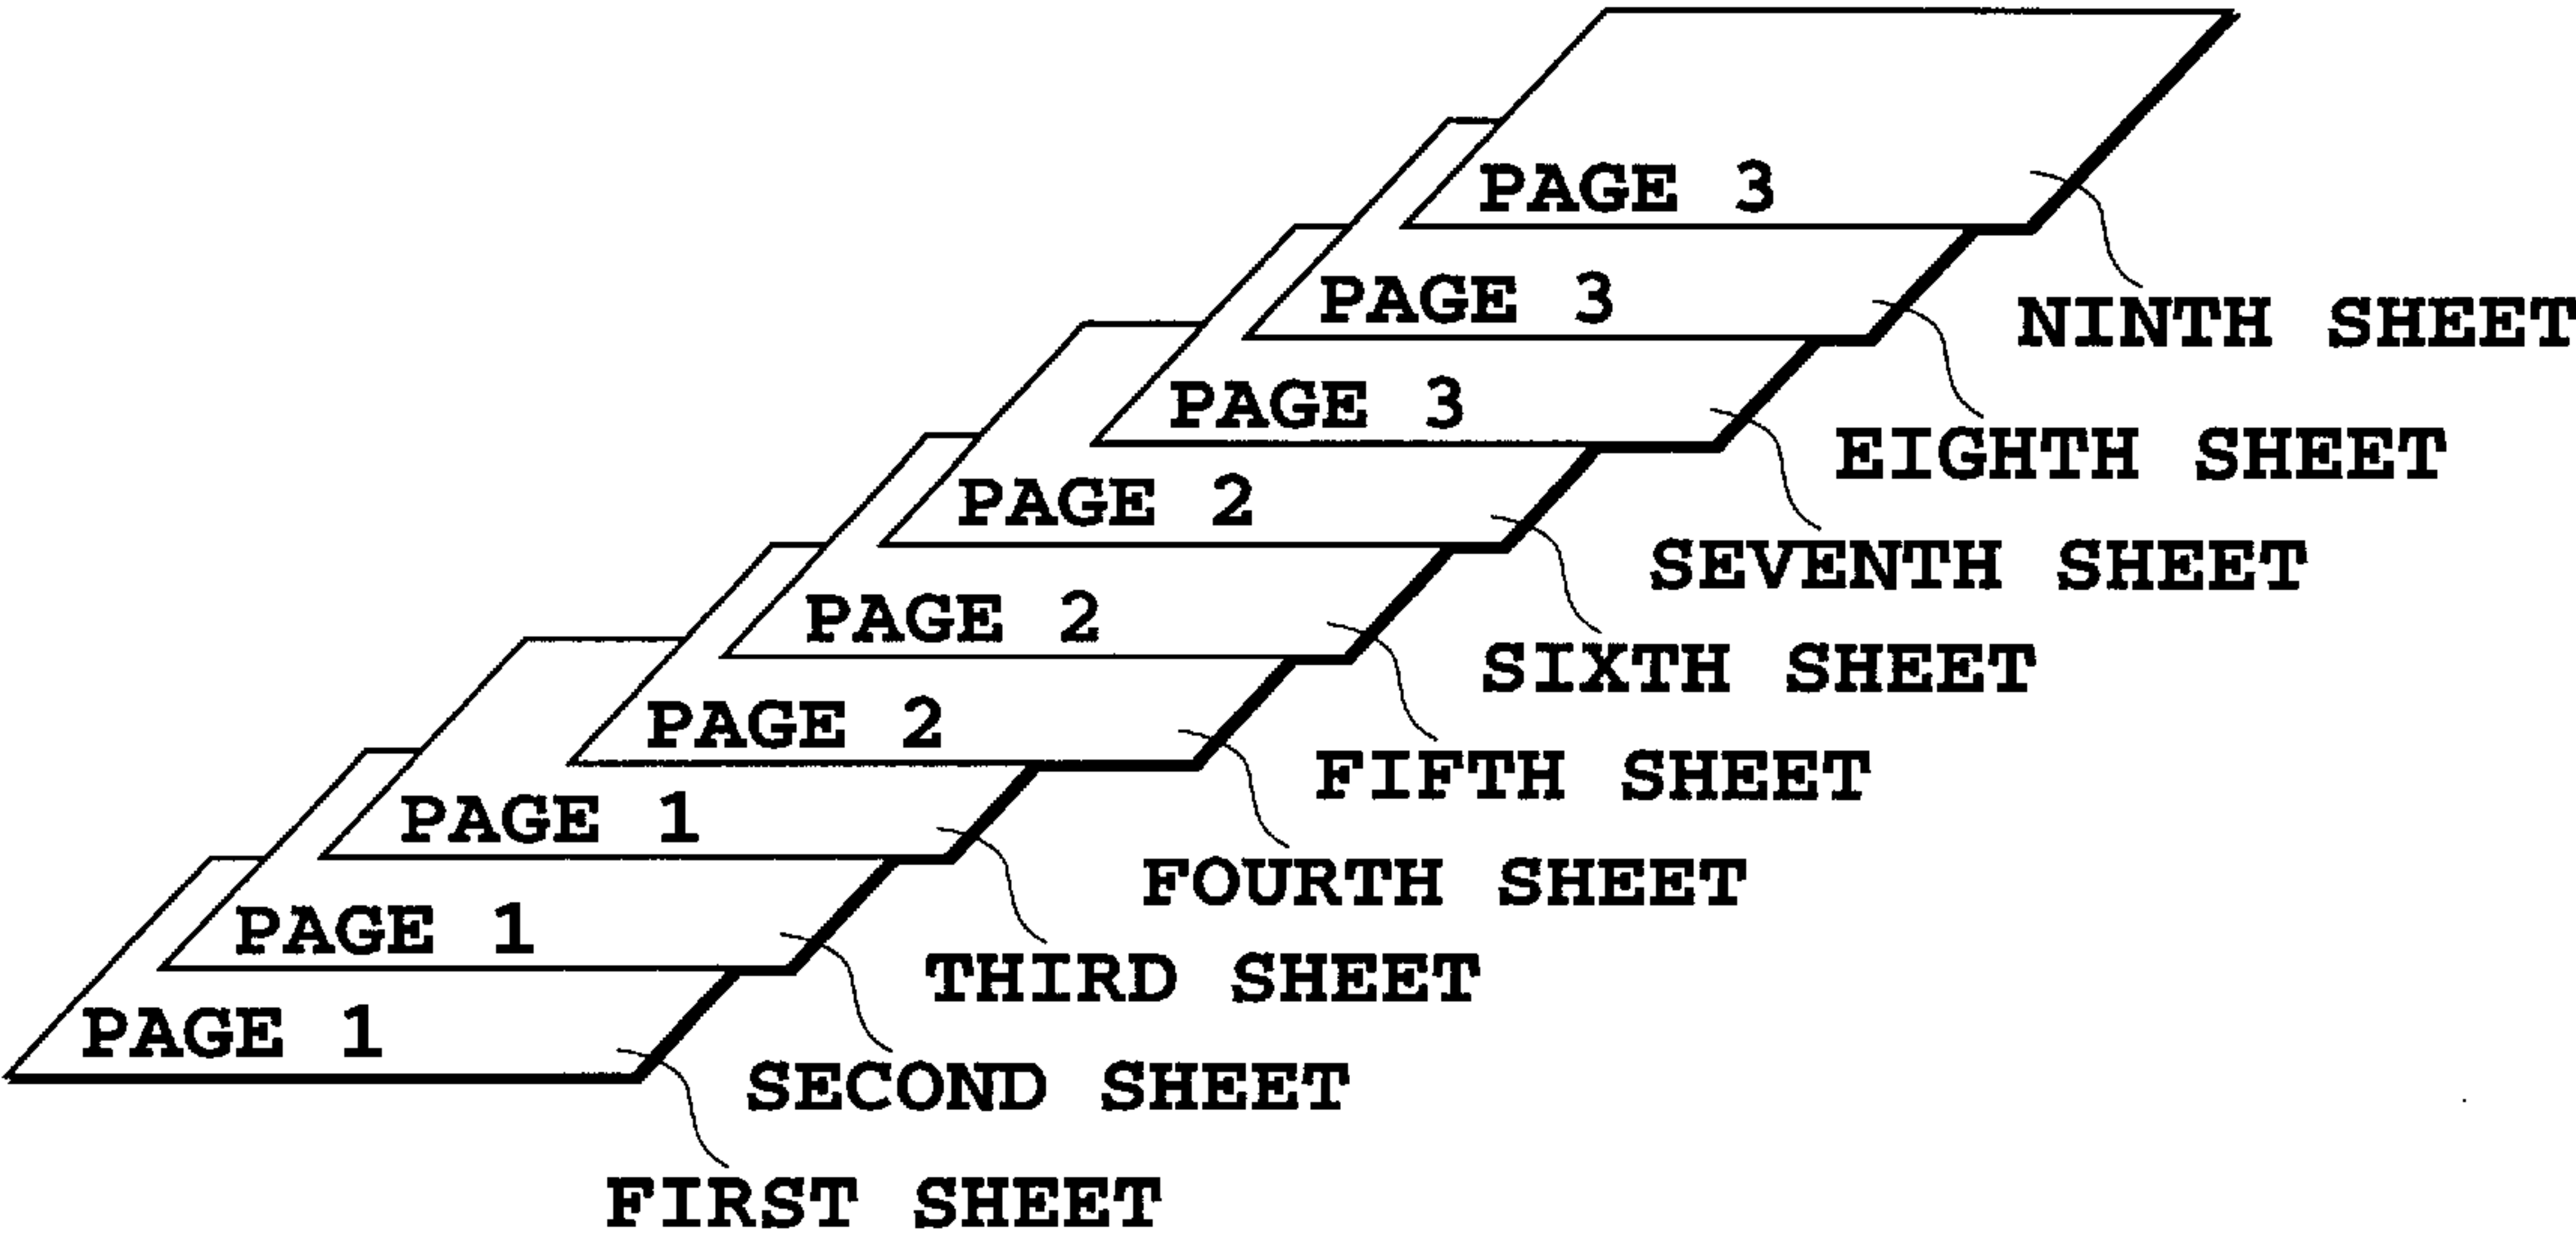 PAGE 3
NINTH SHEET
PAGE 3
EIGHTH SHEET
PAGE 3
SEVENTH SHEET
PAGE 2
SIXTH SHEET
PAGE 2
FIFTH SHEET
PAGE 2
FOURTH SHEET
PAGE 1
THIRD SHEET
PAGE 1
SECOND SHEET
PAGE 1
FIRST SHEET